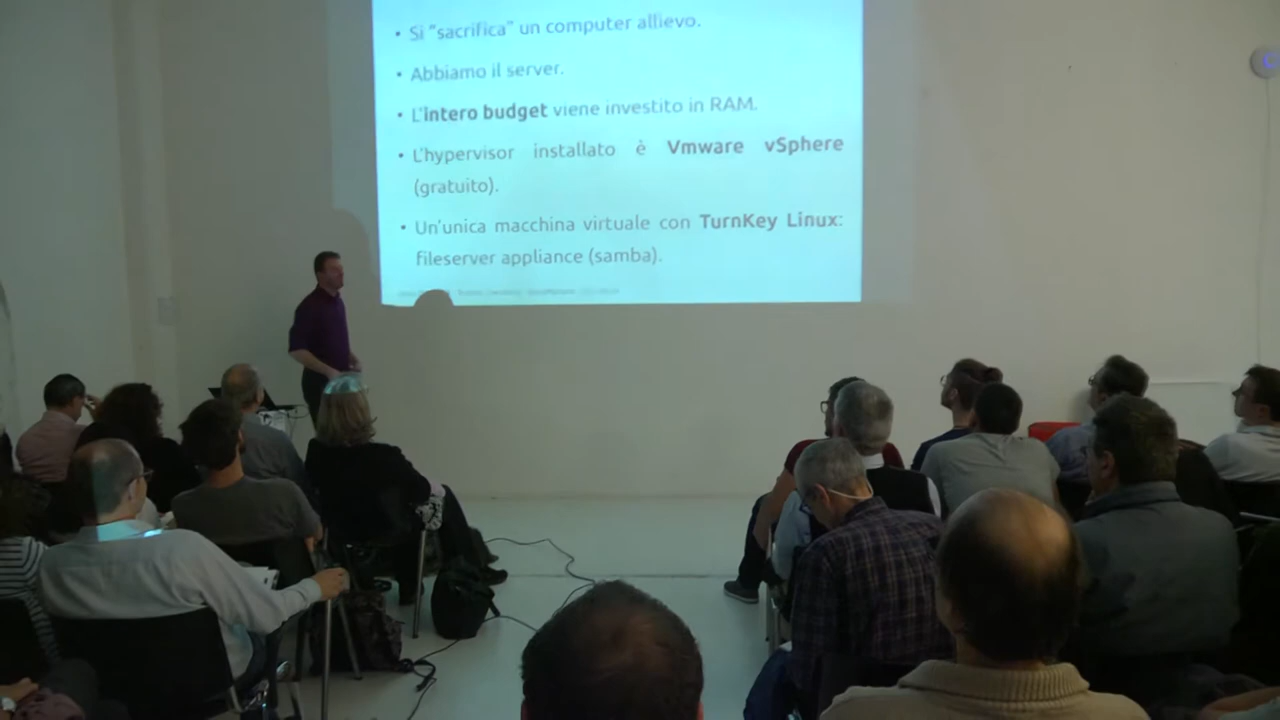 • Si “sacrifica” un computer allievo.
• Abbiamo il server.
• L'intero budget viene investito in RAM.
• L'hypervisor installato è Vmware vSphere
(gratuito).
• Un'unica macchina virtuale con TurnKey Linux:
fileserver appliance (samba).